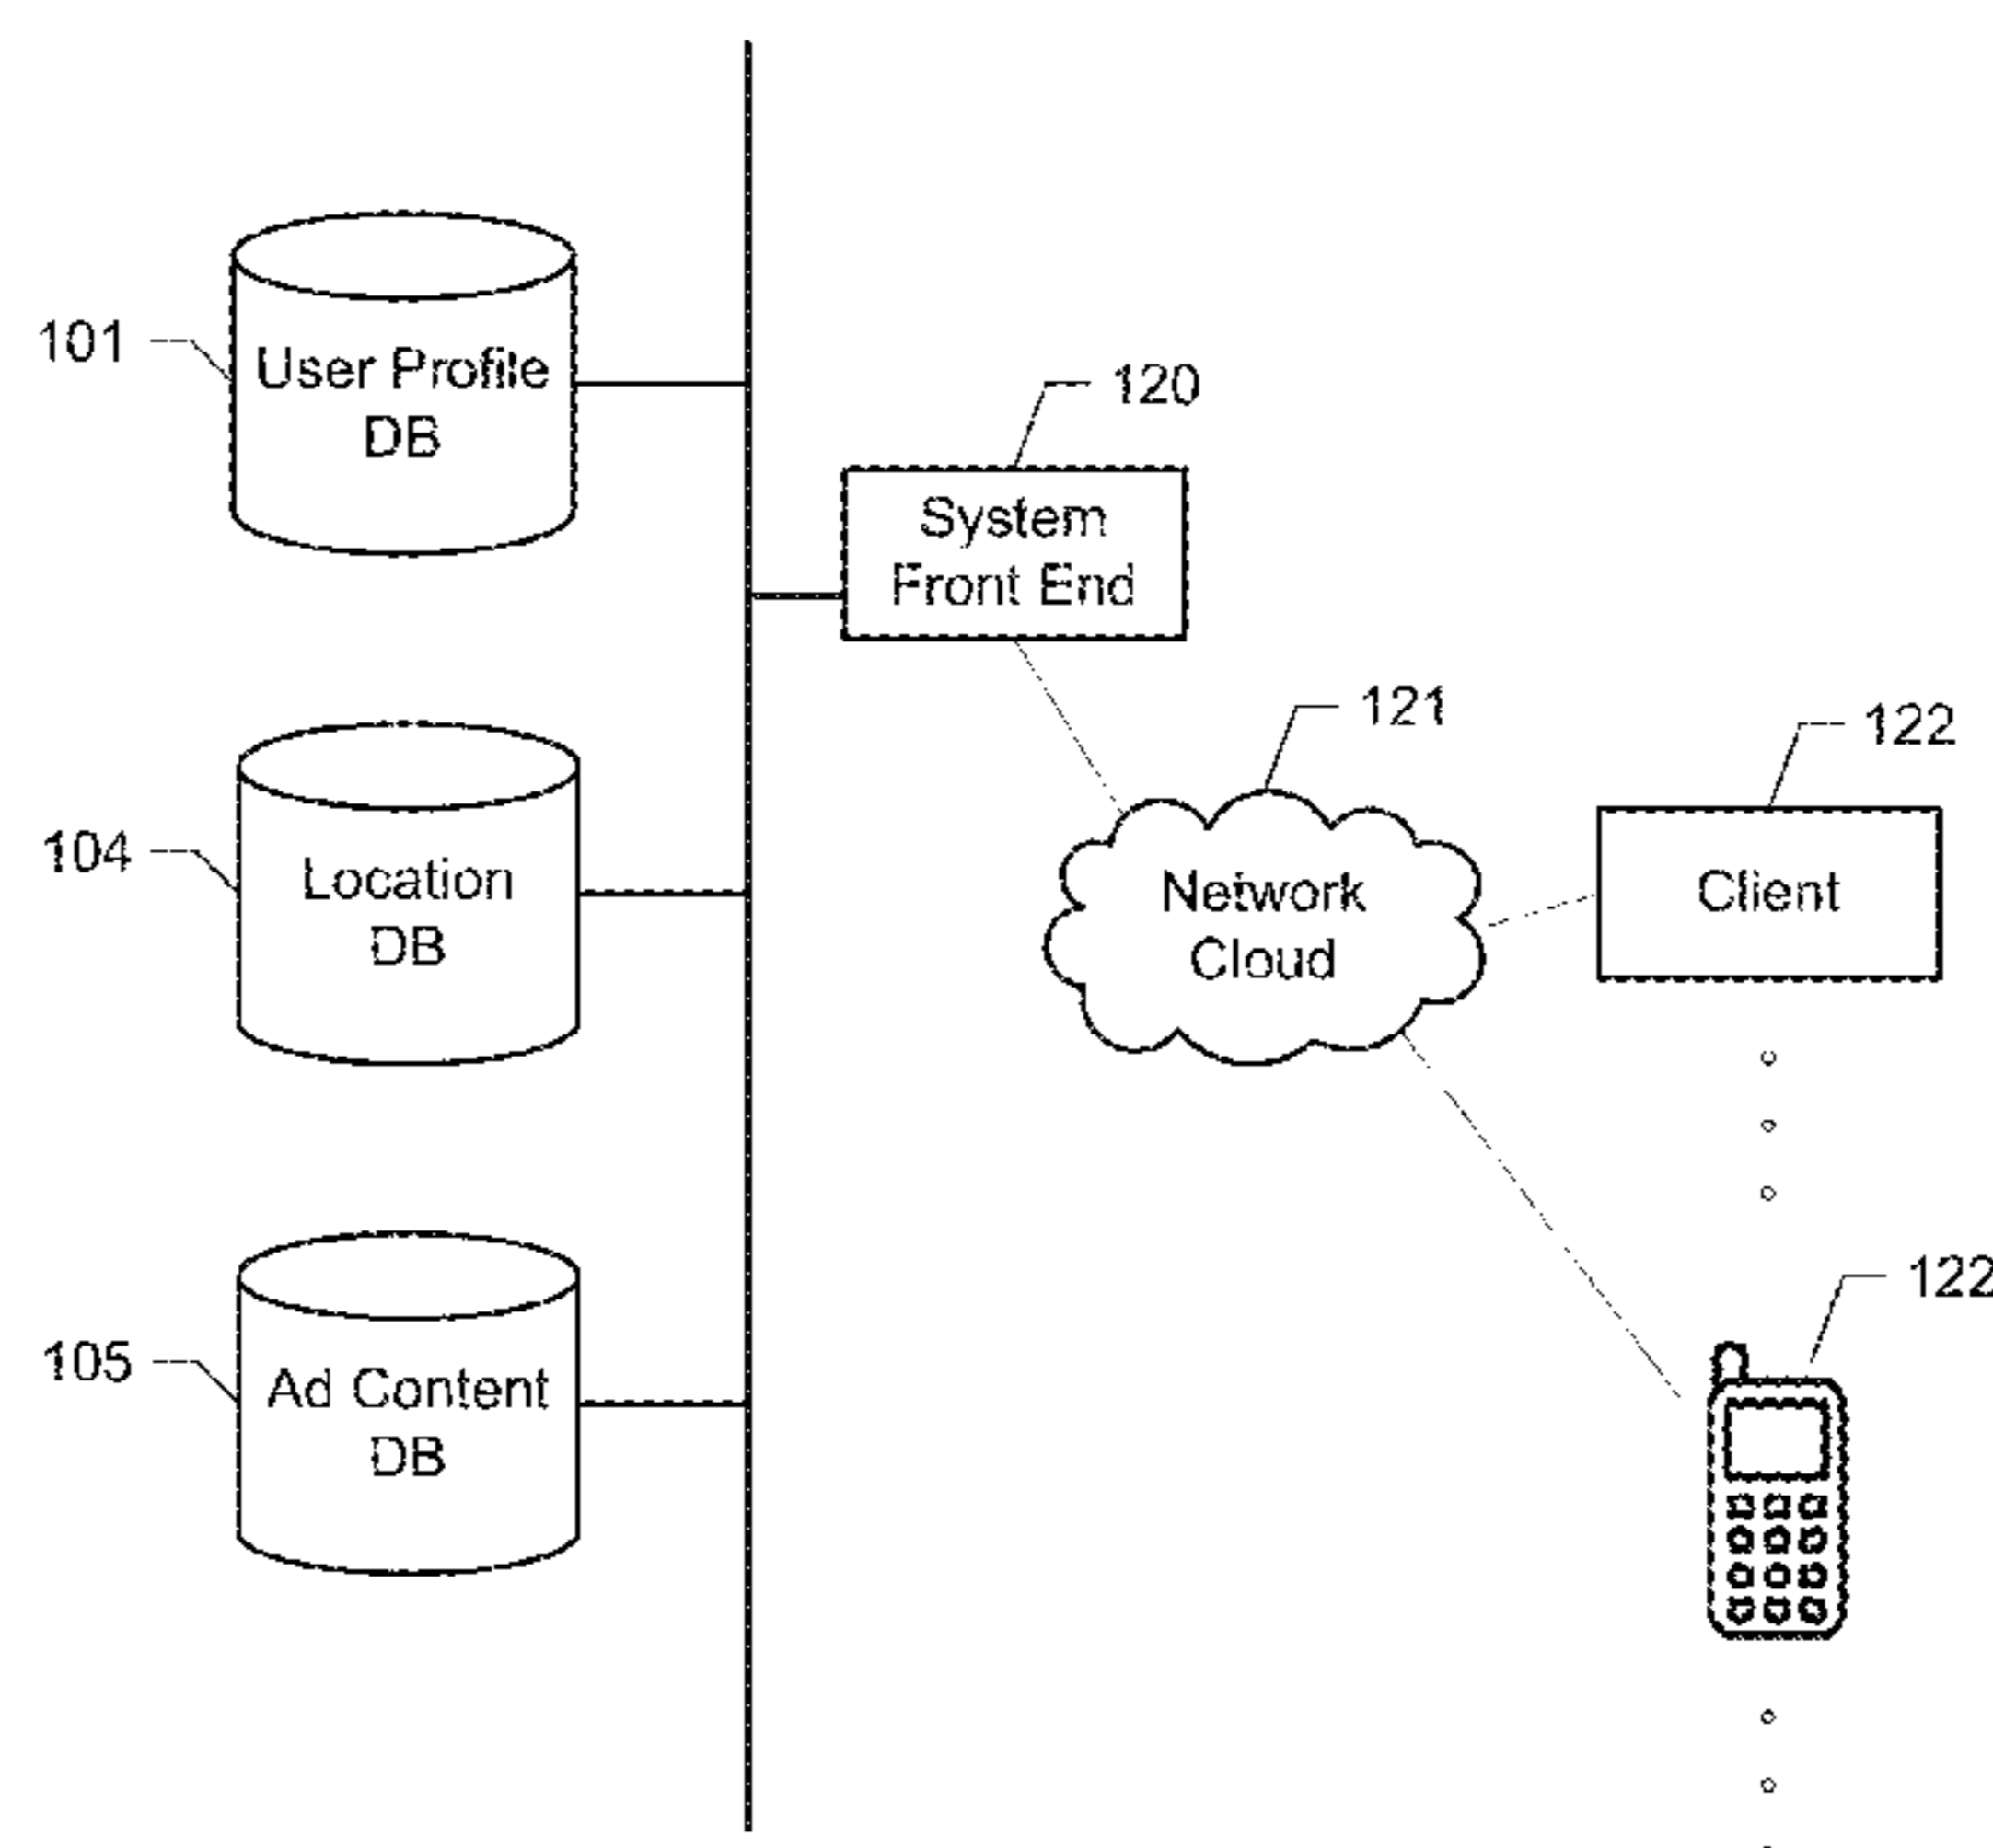 101
User Profile
DB
120
System
Front End
121
122
104
Location
DB
Network
Cloud
Client
122
105
Ad Content
DB